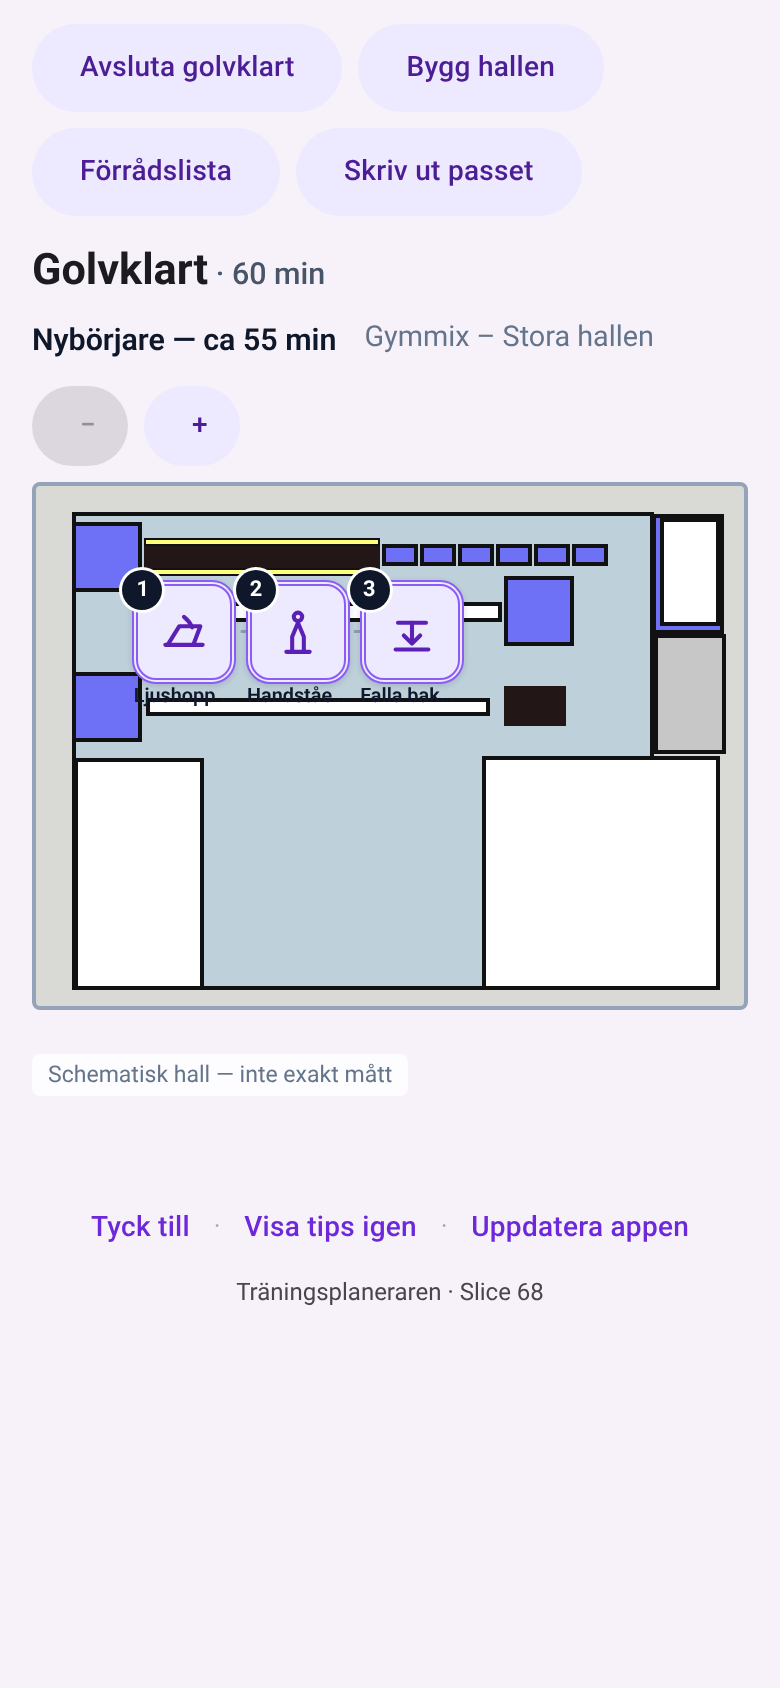 Avsluta golvklart
Bygg hallen
Förrådslista
Skriv ut passet
Golvklart · 60 min
Nybörjare — ca 55 min
Gymmix – Stora hallen
−
+
1
2
3
Ljushopp
Handståe
Falla bak
Schematisk hall — inte exakt mått
Tyck till · Visa tips igen · Uppdatera appen
Träningsplaneraren · Slice 68